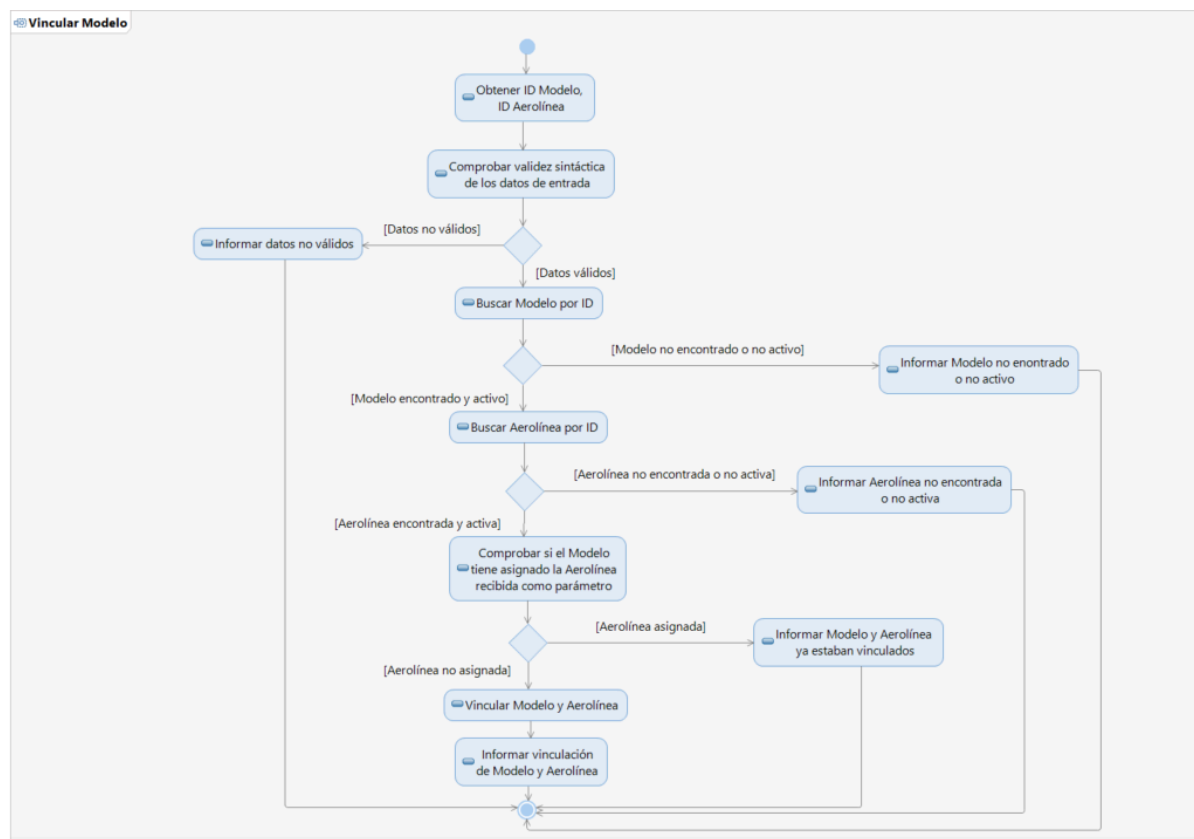 Vincular Modelo
Obtener ID Modelo,
ID Aerolínea
Comprobar validez sintáctica
de los datos de entrada
[Datos no válidos]
Informar datos no válidos
[Datos válidos]
Buscar Modelo por ID
[Modelo no encontrado o no activo]
Informar Modelo no enontrado
o no activo
[Modelo encontrado y activo]
Buscar Aerolínea por ID
[Aerolínea no encontrada o no activa]
Informar Aerolínea no encontrada
o no activa
[Aerolínea encontrada y activa]
Comprobar si el Modelo
tiene asignado la Aerolínea
recibida como parámetro
[Aerolínea asignada]
Informar Modelo y Aerolínea
ya estaban vinculados
[Aerolínea no asignada]
Vincular Modelo y Aerolínea
Informar vinculación
de Modelo y Aerolínea